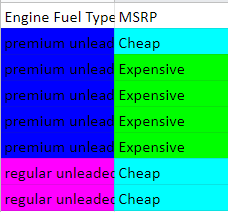 Engine Fuel Type MSRP
premium unlead Cheap
premium unlead Expensive
premium unlead Expensive
premium unlead Expensive
premium unlead Expensive
regular unleaded Cheap
regular unleaded Cheap